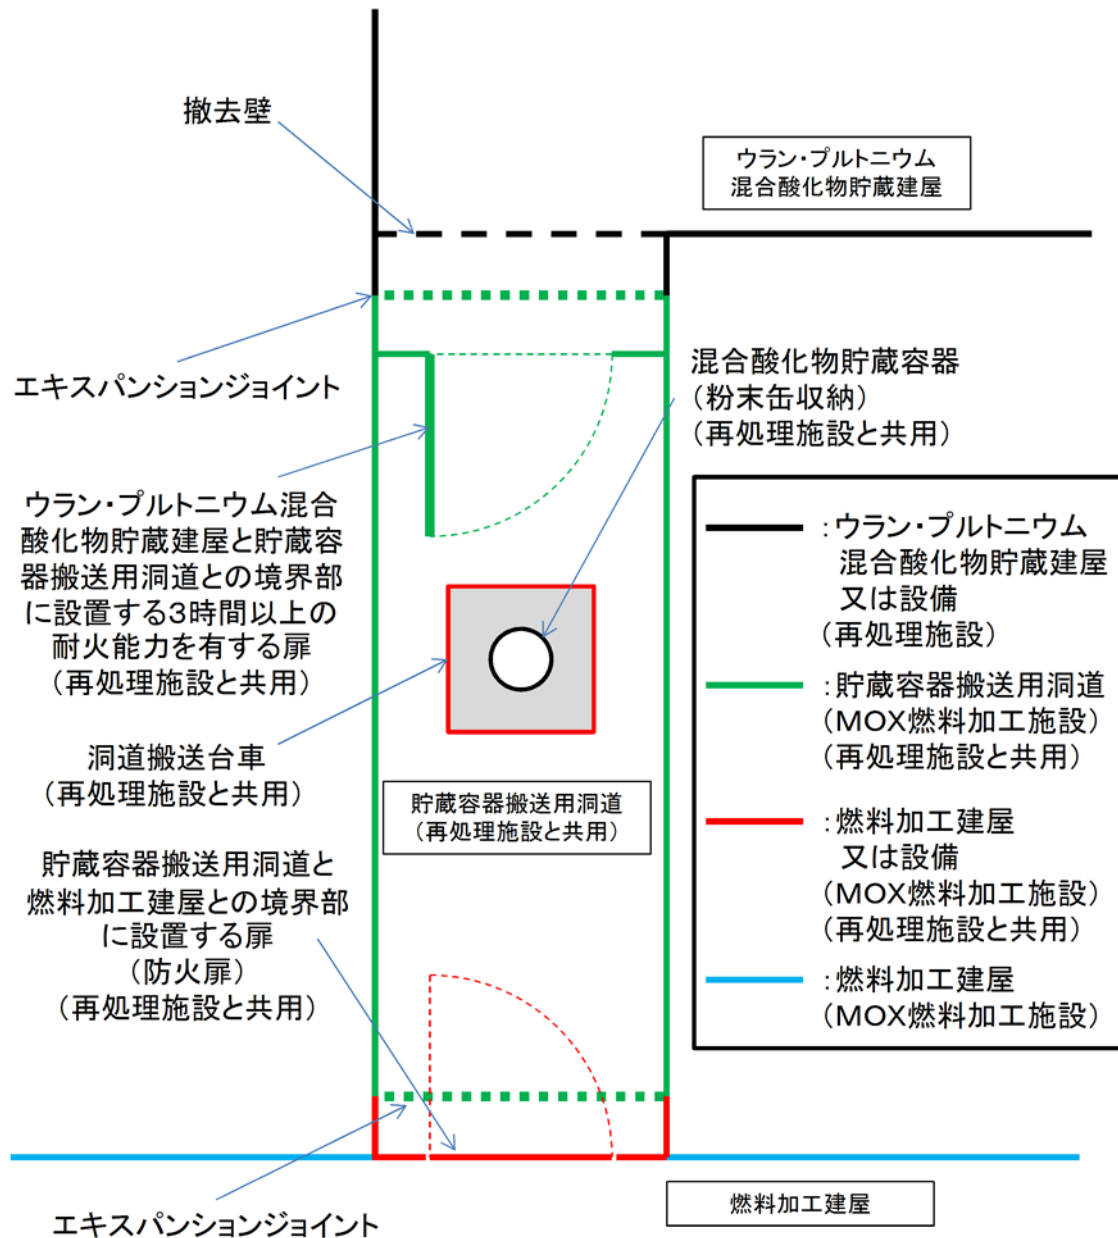 撤去壁
ウラン・プルトニウム
混合酸化物貯蔵建屋
エキスパンションジョイント
混合酸化物貯蔵容器
（粉末缶収納）
（再処理施設と共用）
ウラン・プルトニウム混合
酸化物貯蔵建屋と貯蔵容
器搬送用洞道との境界部
に設置する3時間以上の
耐火能力を有する扉
（再処理施設と共用）
：ウラン・プルトニウム
混合酸化物貯蔵建屋
又は設備
（再処理施設）
：貯蔵容器搬送用洞道
（MOX燃料加工施設）
（再処理施設と共用）
：燃料加工建屋
又は設備
（MOX燃料加工施設）
（再処理施設と共用）
：燃料加工建屋
（MOX燃料加工施設）
洞道搬送台車
（再処理施設と共用）
貯蔵容器搬送用洞道
（再処理施設と共用）
貯蔵容器搬送用洞道と
燃料加工建屋との境界部
に設置する扉
（防火扉）
（再処理施設と共用）
エキスパンションジョイント
燃料加工建屋